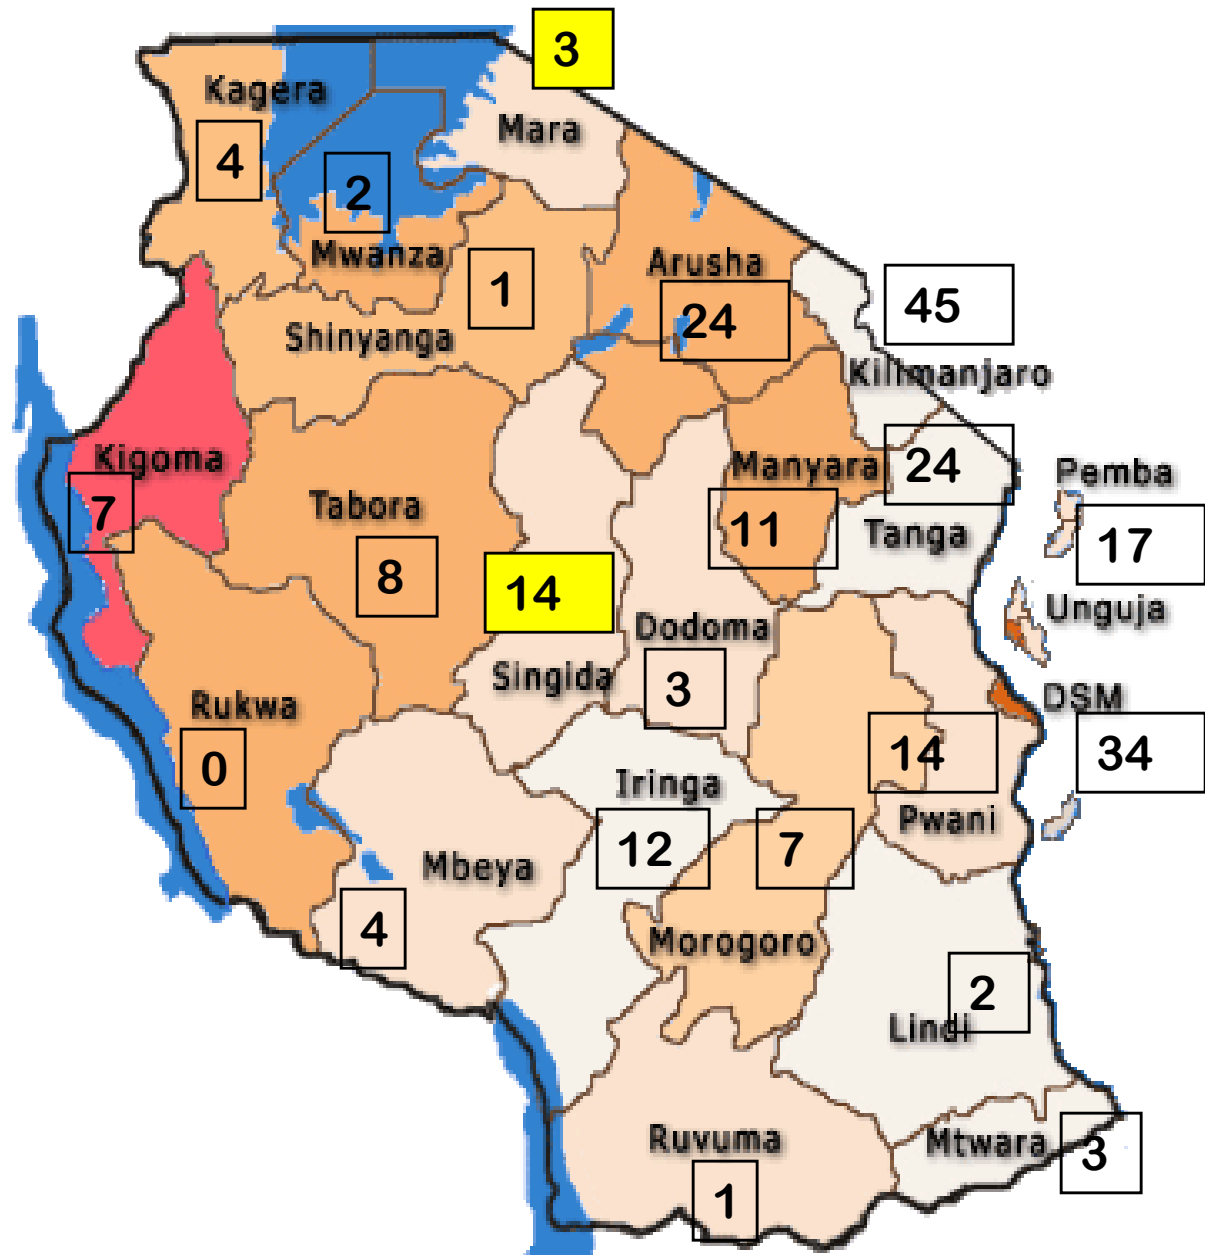 3
Kagera
Mara
4
2
Mwanza
Arusha
1
24
45
Shinyanga
Kilimanjaro
Kigoma
Manyara
24
Pemba
7
Tabora
11
Tanga
17
8
14
Dodoma
Unguja
Singida
3
Rukwa
DSM
0
14
34
Iringa
Pwani
12
7
Mbeya
4
Morogoro
2
Lindi
Ruvuma
Mtwara
3
1